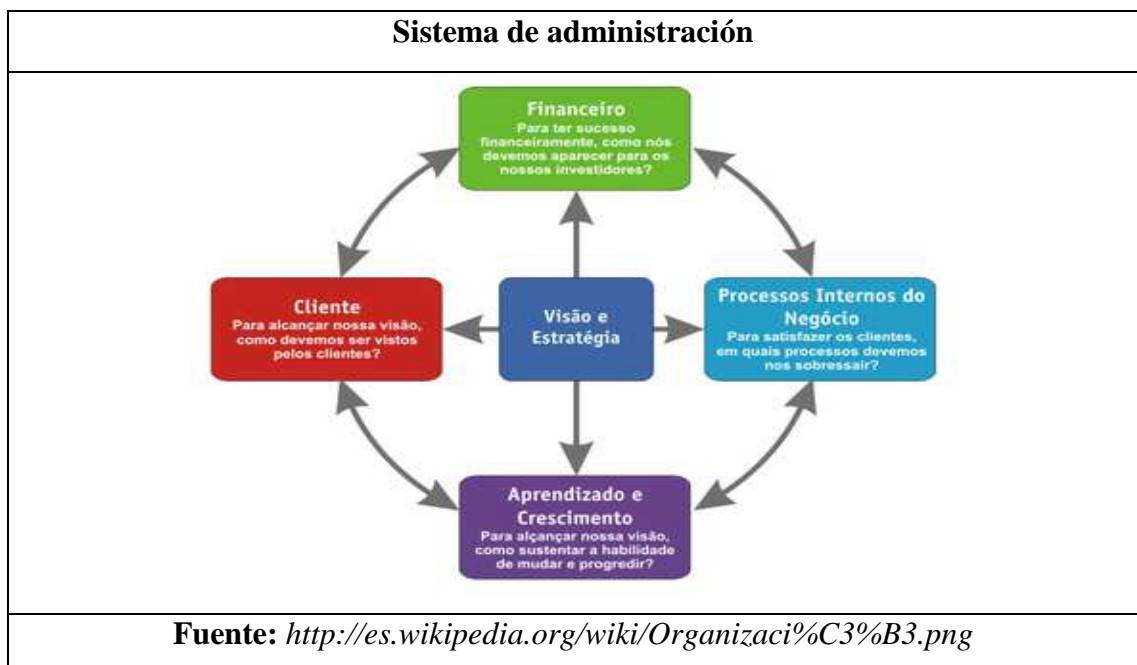 Sistema de administración
Financeiro
Para ter sucesso
financeiramente, como nós
devemos aparecer para os
nossos investidores?
Cliente
Para alcançar nossa visão,
como devemos ser vistos
pelos clientes?
Visão e
Estratégia
Processos Internos do
Negócio
Para satisfazer os clientes,
em quais processos devemos
nos sobressair?
Aprendizado e
Crescimento
Para alçançar nossa visão,
como sustentar a habilidade
de mudar e progredir?
Fuente: http://es.wikipedia.org/wiki/Organizaci%C3%B3.png